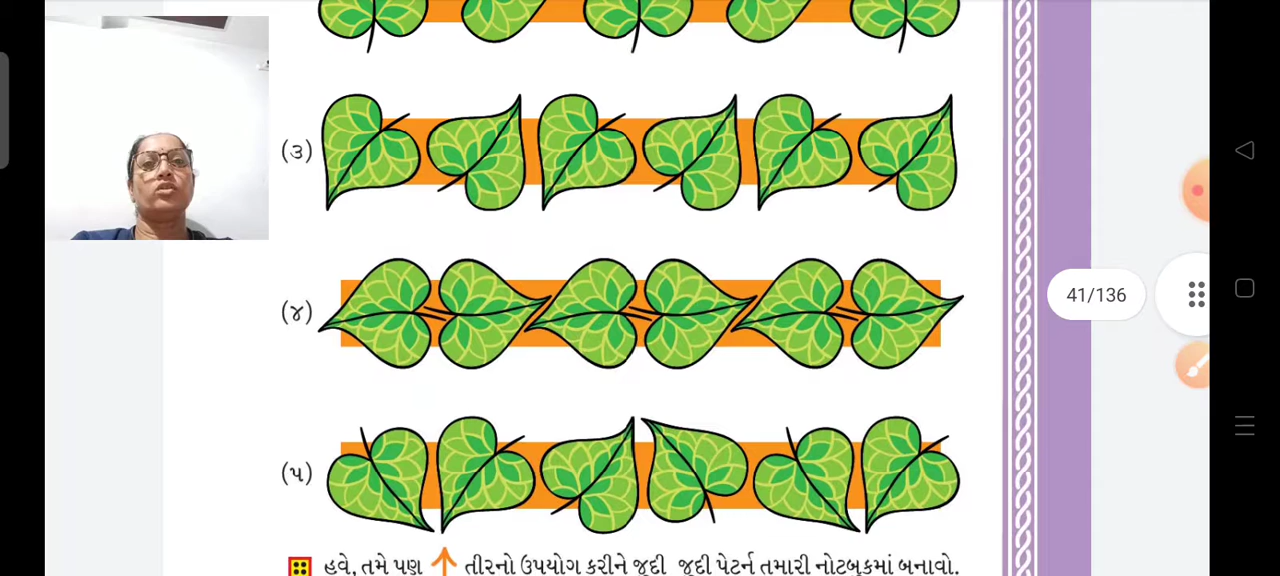 (૩)
(૪)
41/136
(૫)
હવે, તમે પણ ↑ તીરનો ઉપયોગ કરીને જૂદી જૂદી પેટર્ન તમારી નોટબુકમાં બનાવો.